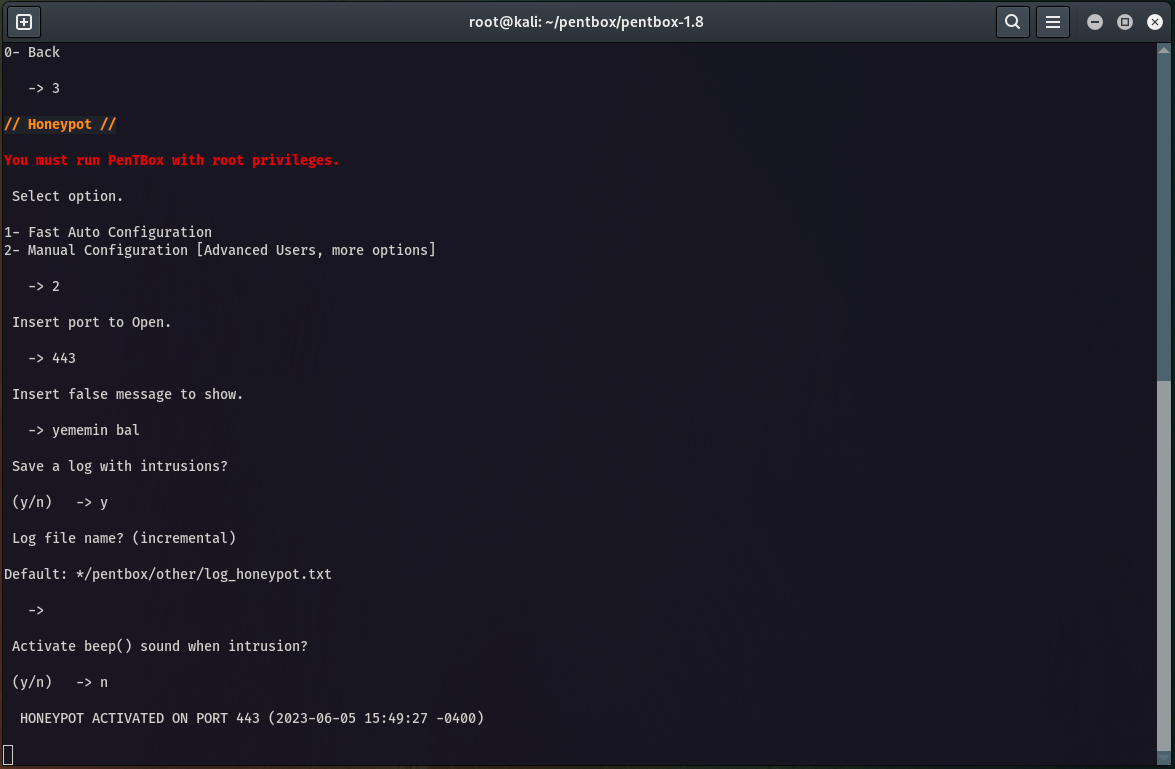 root@kali: ~/pentbox/pentbox-1.8
0- Back
-> 3
// Honeypot //
You must run PenTBox with root privileges.
Select option.
1- Fast Auto Configuration
2- Manual Configuration [Advanced Users, more options]
-> 2
Insert port to Open.
-> 443
Insert false message to show.
-> yememin bal
Save a log with intrusions?
(y/n)   -> y
Log file name? (incremental)
Default: */pentbox/other/log_honeypot.txt
->
Activate beep() sound when intrusion?
(y/n)   -> n
HONEYPOT ACTIVATED ON PORT 443 (2023-06-05 15:49:27 -0400)